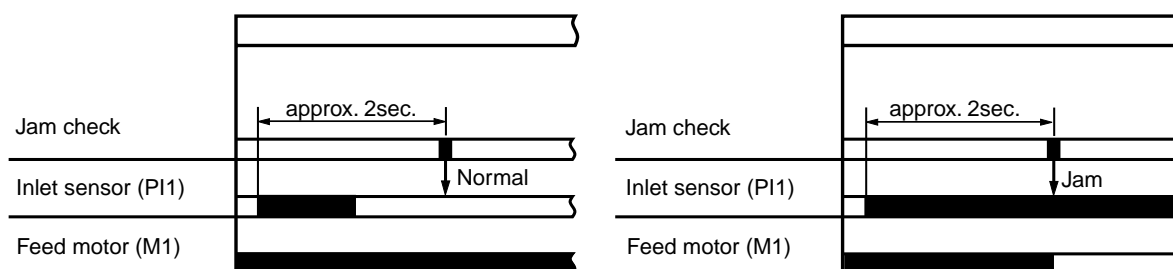 approx. 2sec.
Jam check
Normal
Inlet sensor (PI1)
Feed motor (M1)
approx. 2sec.
Jam check
Jam
Inlet sensor (PI1)
Feed motor (M1)